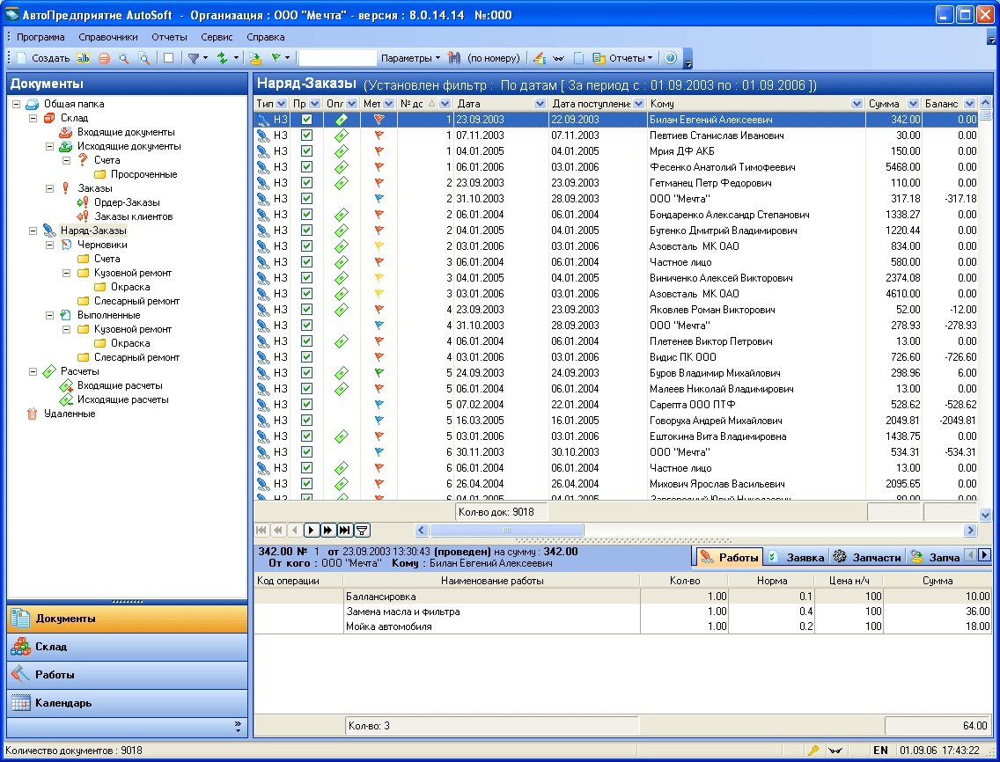 АвтоПредприятие AutoSoft - Организация : ООО "Мечта" - версия : 8.0.14.14 №:000
Программа Справочники Отчеты Сервис Справка
Создать Параметры (по номеру) Отчеты
Документы
Общая папка
Склад
Входящие документы
Исходящие документы
Счета
Просроченные
Заказы
Ордер-Заказы
Заказы клиентов
Наряд-Заказы
Черновики
Счета
Кузовной ремонт
Окраска
Слесарный ремонт
Выполненные
Кузовной ремонт
Окраска
Слесарный ремонт
Расчеты
Входящие расчеты
Исходящие расчеты
Удаленные
Документы
Склад
Работы
Календарь
Наряд-Заказы (Установлен фильтр : По датам [ За период с : 01.09.2003 по : 01.09.2006 ])
Тип Пр Опл Мет № дс Дата Дата поступлени Кому Сумма Баланс
НЗ 1 23.09.2003 22.09.2003 Билан Евгений Алексеевич 342.00 0.00
НЗ 1 07.11.2003 07.11.2003 Певтиев Станислав Иванович 30.00 0.00
НЗ 1 04.01.2005 04.01.2005 Мрия ДФ АКБ 150.00 0.00
НЗ 1 06.01.2006 03.01.2006 Фесенко Анатолий Тимофеевич 5468.00 0.00
НЗ 2 23.09.2003 23.09.2003 Гетманец Петр Федорович 110.00 0.00
НЗ 2 31.10.2003 28.09.2003 ООО "Мечта" 317.18 -317.18
НЗ 2 06.01.2004 06.01.2004 Бондаренко Александр Степанович 1338.27 0.00
НЗ 2 04.01.2005 04.01.2005 Бутенко Дмитрий Владимирович 1220.44 0.00
НЗ 2 03.01.2006 03.01.2006 Азовсталь МК ОАО 834.00 0.00
НЗ 3 06.01.2004 06.01.2004 Частное лицо 580.00 0.00
НЗ 3 04.01.2005 04.01.2005 Виниченко Алексей Викторович 2374.08 0.00
НЗ 3 03.01.2006 03.01.2006 Азовсталь МК ОАО 4610.00 0.00
НЗ 4 23.09.2003 23.09.2003 Яковлев Роман Викторович 52.00 -12.00
НЗ 4 31.10.2003 28.09.2003 ООО "Мечта" 278.93 -278.93
НЗ 4 06.01.2004 06.01.2004 Плетенев Виктор Петрович 13.00 0.00
НЗ 4 03.01.2006 03.01.2006 Видис ПК ООО 726.60 -726.60
НЗ 5 24.09.2003 24.09.2003 Буров Владимир Михайлович 298.96 6.00
НЗ 5 06.01.2004 06.01.2004 Малеев Николай Владимирович 13.00 0.00
НЗ 5 07.02.2004 22.01.2004 Сарепта ООО ПТФ 528.62 -528.62
НЗ 5 16.03.2005 16.01.2005 Говоруха Андрей Михайлович 2049.81 -2049.81
НЗ 5 03.01.2006 03.01.2006 Ештокина Вита Владимировна 1438.75 0.00
НЗ 6 30.11.2003 30.10.2003 ООО "Мечта" 534.31 -534.31
НЗ 6 06.01.2004 06.01.2004 Частное лицо 13.00 0.00
НЗ 6 26.04.2004 26.04.2004 Михович Ярослав Васильевич 2095.65 0.00
НЗ 6 04.01.2005 04.01.2005 Завгородний Юрий Николаевич 80.00 0.00
Кол-во док: 9018
342.00 № 1 от 23.09.2003 13:30:43 (проведен) на сумму : 342.00
От кого : ООО "Мечта" Кому : Билан Евгений Алексеевич
Работы Заявка Запчасти Запча
Код операции Наименование работы Кол-во Норма Цена н/ч Сумма
Баллансировка 1.00 0.1 100 10.00
Замена масла и фильтра 1.00 0.4 100 36.00
Мойка автомобиля 1.00 0.2 100 18.00
Кол-во: 3 64.00
Количество документов : 9018 EN 01.09.06 17:43:22